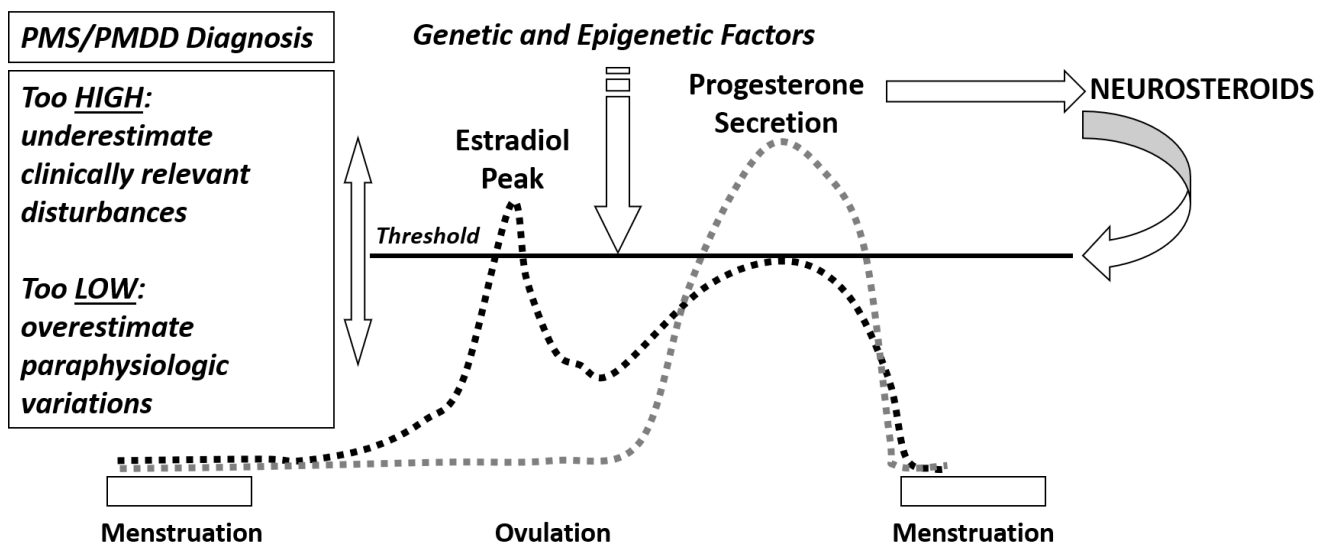 PMS/PMDD Diagnosis
Too HIGH:
underestimate
clinically relevant
disturbances
Too LOW:
overestimate
paraphysiologic
variations
Genetic and Epigenetic Factors
Estradiol
Peak
Progesterone
Secretion
NEUROSTEROIDS
Threshold
Menstruation
Ovulation
Menstruation